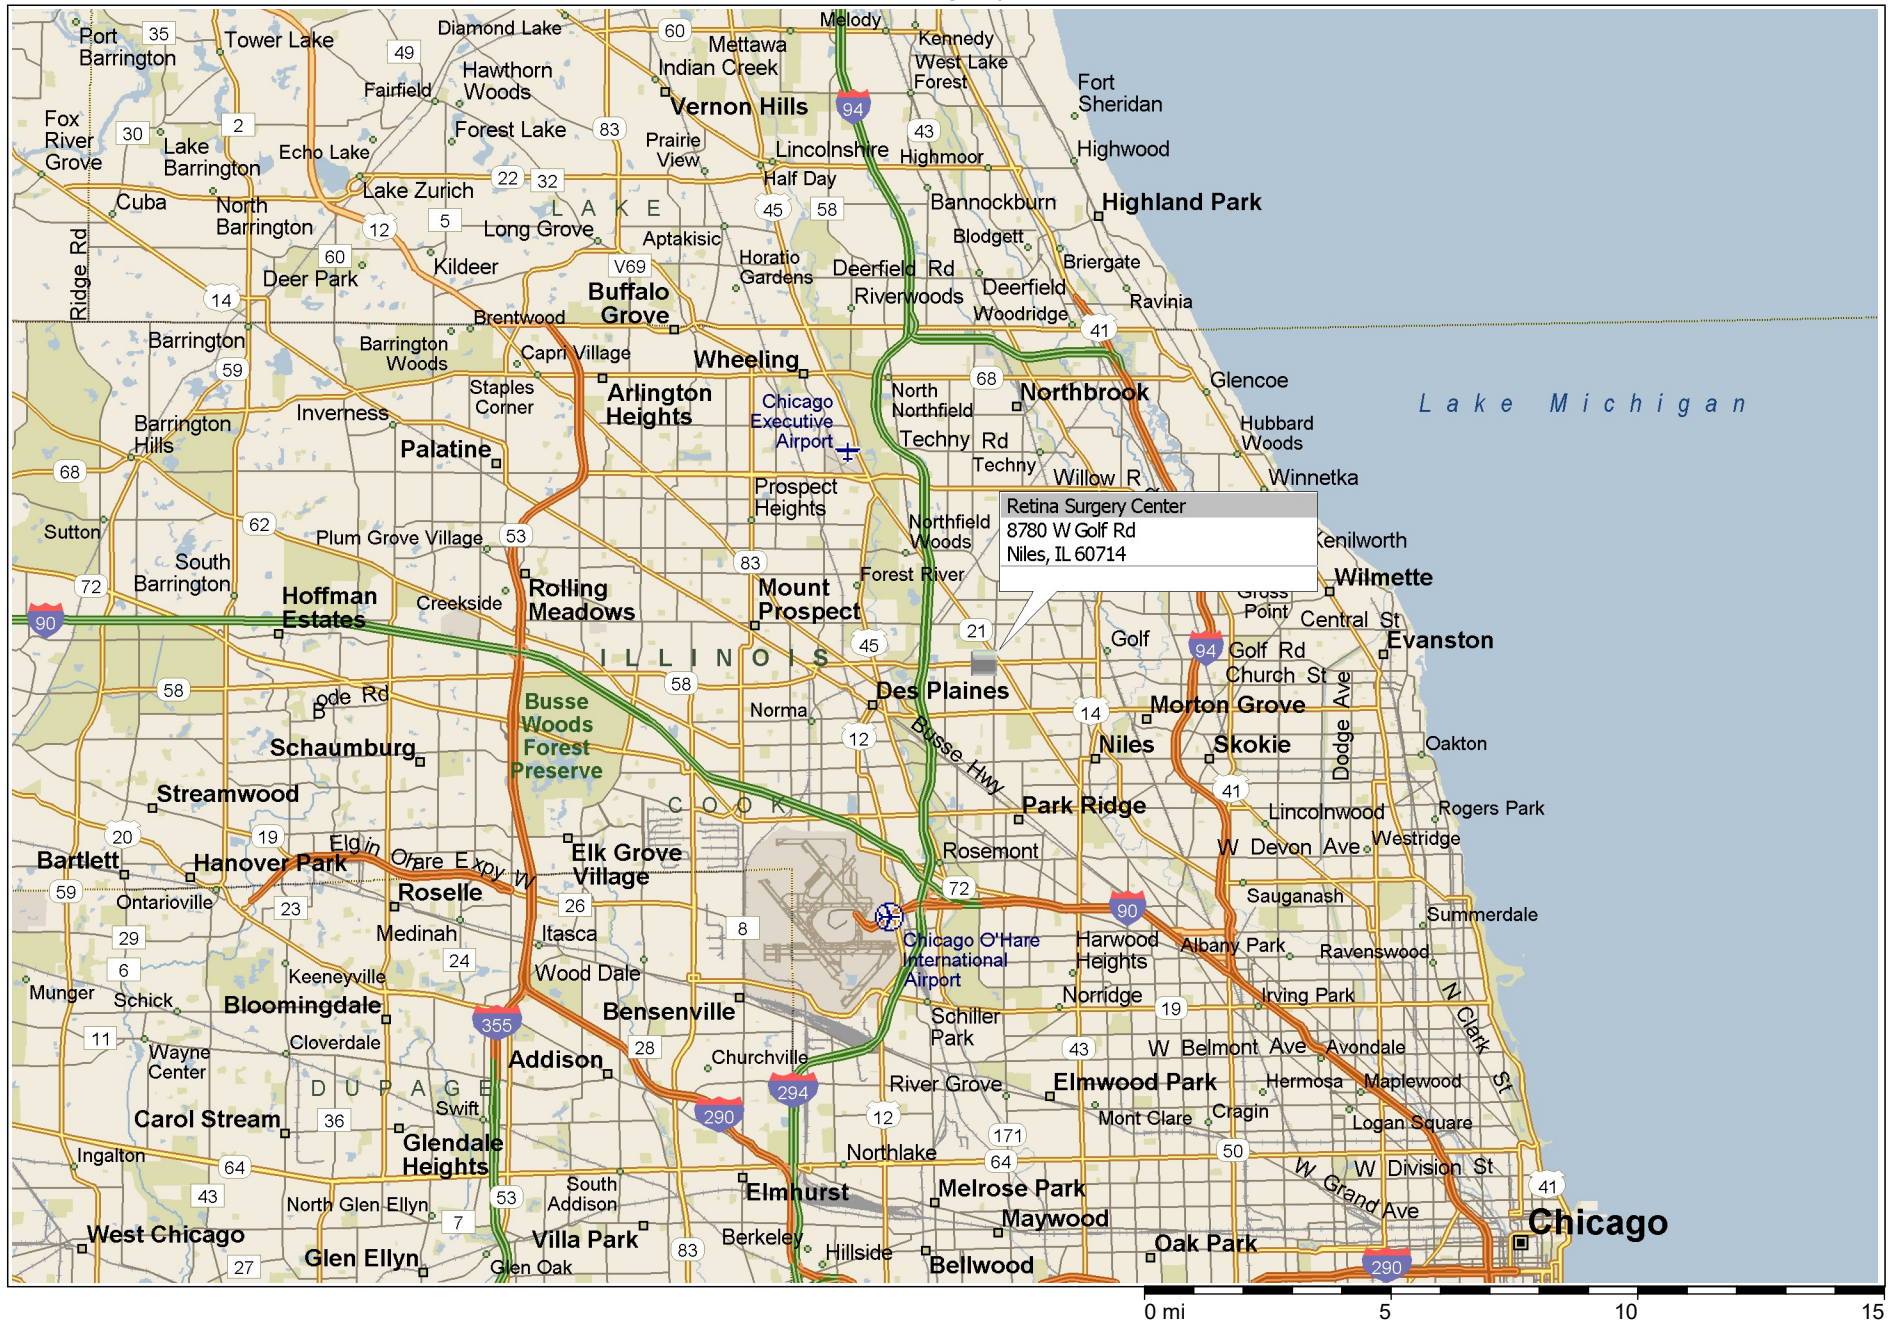 Port
Barrington
35
Tower Lake
49
Diamond Lake
60
Mettawa
Melody
Kennedy
Hawthorn
Woods
Fairfield
Indian Creek
West Lake
Forest
Vernon Hills
94
Fort
Sheridan
Fox
River
Grove
30
2
Lake
Barrington
Echo Lake
Forest Lake
83
Prairie
View
Lincolnshire
43
Highmoor
Highwood
Half Day
Cuba
North
Barrington
Lake Zurich
22
32
LAKE
45
58
Bannockburn
Highland Park
12
5
Long Grove
Aptakisic
Blodgett
Ridge Rd
60
Deer Park
Kildeer
V69
Horatio
Gardens
Deerfield Rd
Briergate
14
Buffalo
Grove
Riverwoods
Deerfield
Ravinia
Brentwood
Woodridge
41
Barrington
Barrington
Woods
Capri Village
Wheeling
59
Staples
Corner
Arlington
Heights
Chicago
Executive
Airport
North
Northfield
68
Northbrook
Glencoe
Lake Michigan
Inverness
Barrington
Hills
Palatine
Techny Rd
Techny
Hubbard
Woods
68
Prospect
Heights
Willow R
Winnetka
Sutton
62
Plum Grove Village
53
Northfield
Woods
Retina Surgery Center
8780 W Golf Rd
Niles, IL 60714
Kenilworth
South
Barrington
83
Forest River
72
Hoffman
Estates
Creekside
Rolling
Meadows
Mount
Prospect
Wilmette
Gross
Point
Central St
90
45
21
Golf
94
Golf Rd
Evanston
ILLINOIS
Church St
58
ode Rd
B
Busse
Woods
Forest
Preserve
58
Norma
Des Plaines
14
Morton Grove
Dodge Ave
12
Busse Hwy
Schaumburg
Niles
Skokie
Oakton
Streamwood
COOK
Park Ridge
41
Lincolnwood
Rogers Park
20
19
Elgin Ohare Expy W
Westridge
Bartlett
Hanover Park
Elk Grove
Village
Rosemont
W Devon Ave
59
Ontarioville
Roselle
72
Sauganash
23
26
90
Summerdale
29
Medinah
Itasca
8
Chicago O'Hare
International
Airport
Harwood
Heights
Albany Park
Ravenswood
6
24
Keeneyville
Wood Dale
Munger
Schick
Bloomingdale
Bensenville
Norridge
19
Irving Park
N Clark St
355
Schiller
Park
11
Wayne
Center
Cloverdale
Addison
28
Churchville
43
W Belmont Ave
Avondale
DUPAGE
294
River Grove
Elmwood Park
Hermosa
Maplewood
Swift
290
12
Mont Clare
Cragin
Carol Stream
36
Glendale
Heights
171
Logan Square
Ingalton
64
Northlake
64
50
W Grand Ave
W Division St
43
North Glen Ellyn
53
South
Addison
Elmhurst
Melrose Park
41
7
Maywood
Chicago
West Chicago
Villa Park
Berkeley
27
Glen Ellyn
Glen Oak
83
Hillside
Bellwood
Oak Park
290
0 mi
5
10
15